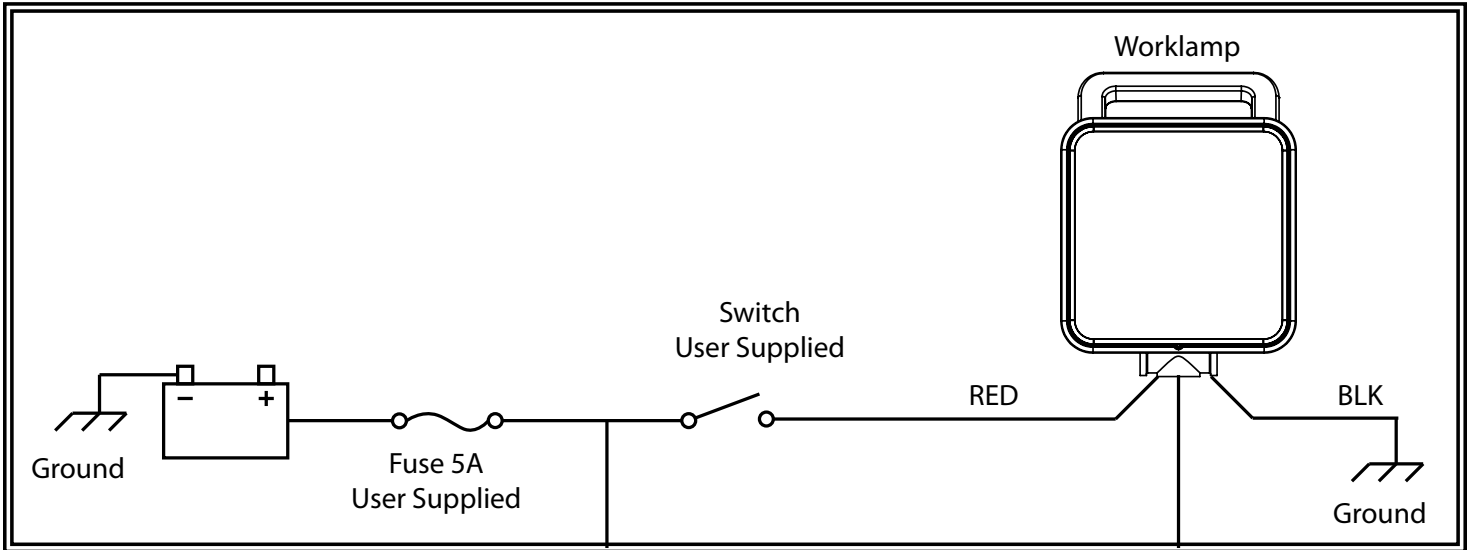 Worklamp
Switch
User Supplied
RED
BLK
−
+
Ground
Fuse 5A
User Supplied
Ground